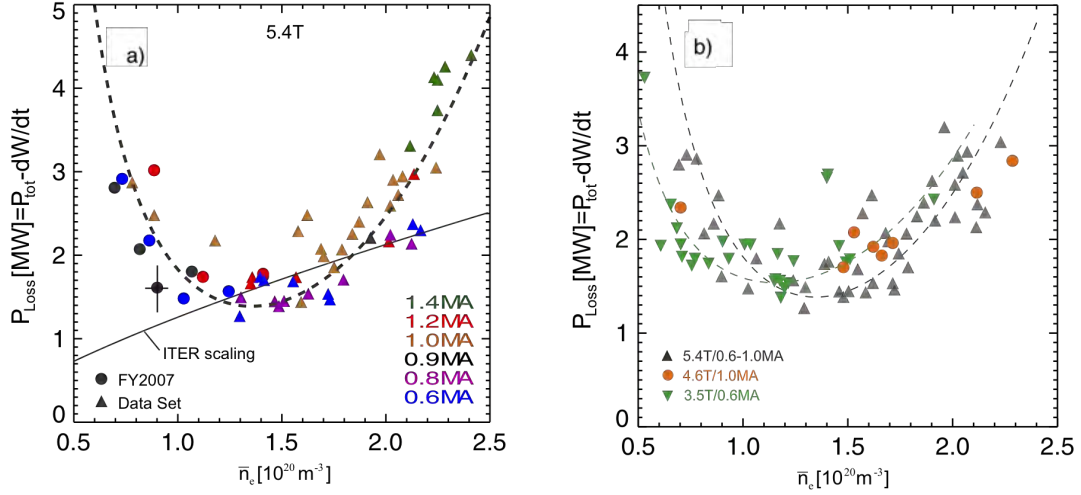 a)
5.4T
5
4
3
2
1
0
P_Loss[MW]=P_tot-dW/dt
ITER scaling
FY2007
Data Set
1.4MA
1.2MA
1.0MA
0.9MA
0.8MA
0.6MA
0.5 1.0 1.5 2.0 2.5
n̅_e[10^20 m^-3]
b)
4
3
2
1
0
P_Loss[MW]=P_tot-dW/dt
5.4T/0.6-1.0MA
4.6T/1.0MA
3.5T/0.6MA
0.5 1.0 1.5 2.0 2.5
n̅_e[10^20 m^-3]